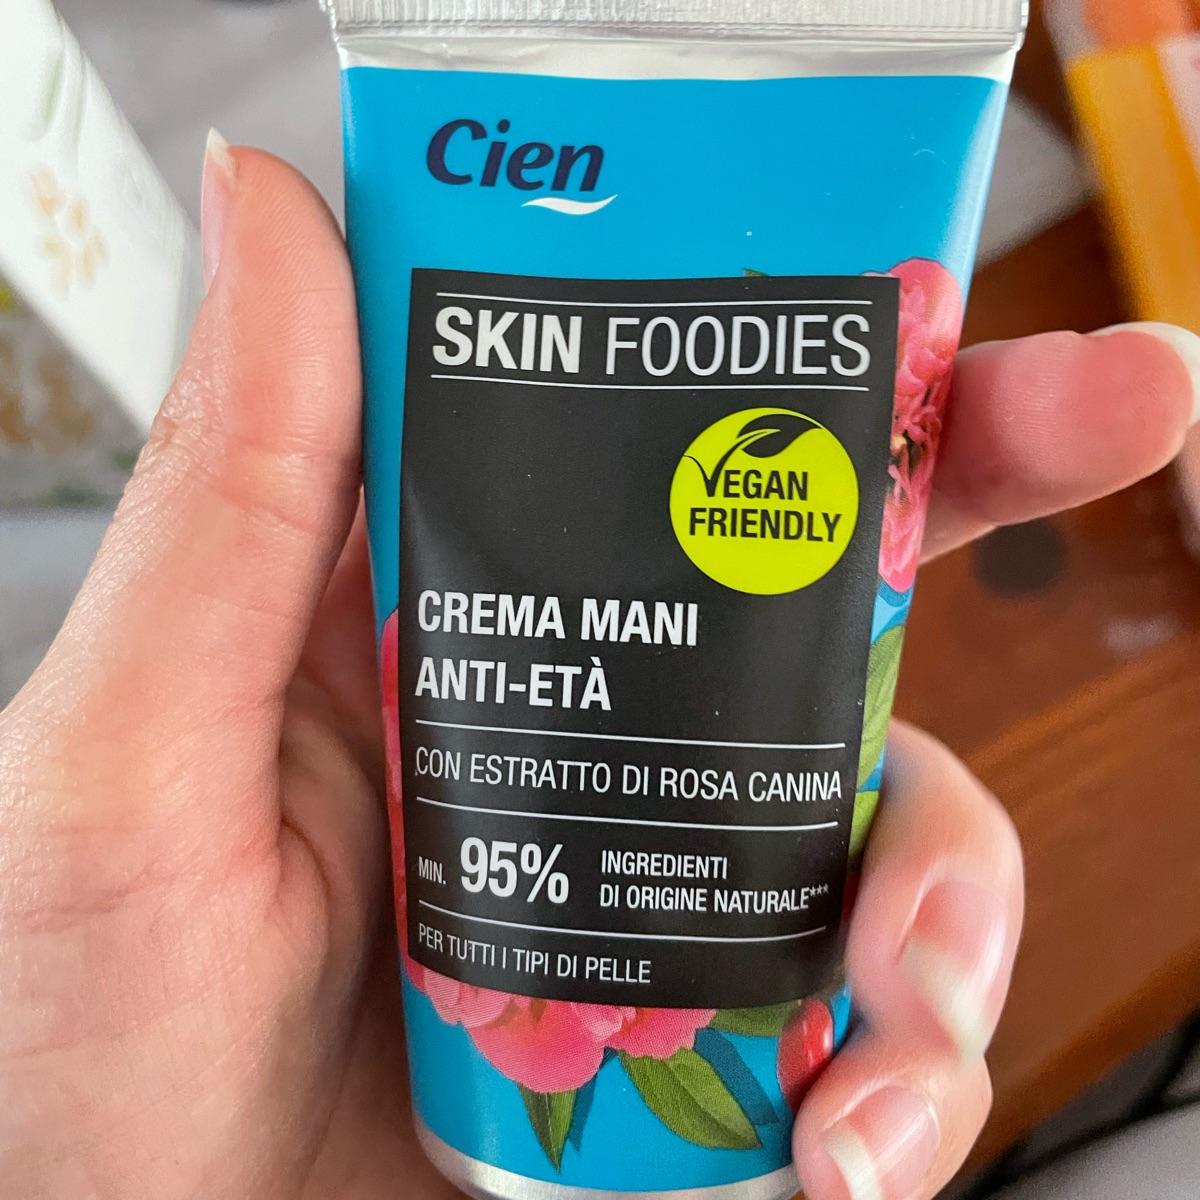 Cien
SKIN FOODIES
VEGAN
FRIENDLY
CREMA MANI
ANTI-ETÀ
CON ESTRATTO DI ROSA CANINA
MIN. 95% INGREDIENTI
DI ORIGINE NATURALE***
PER TUTTI I TIPI DI PELLE